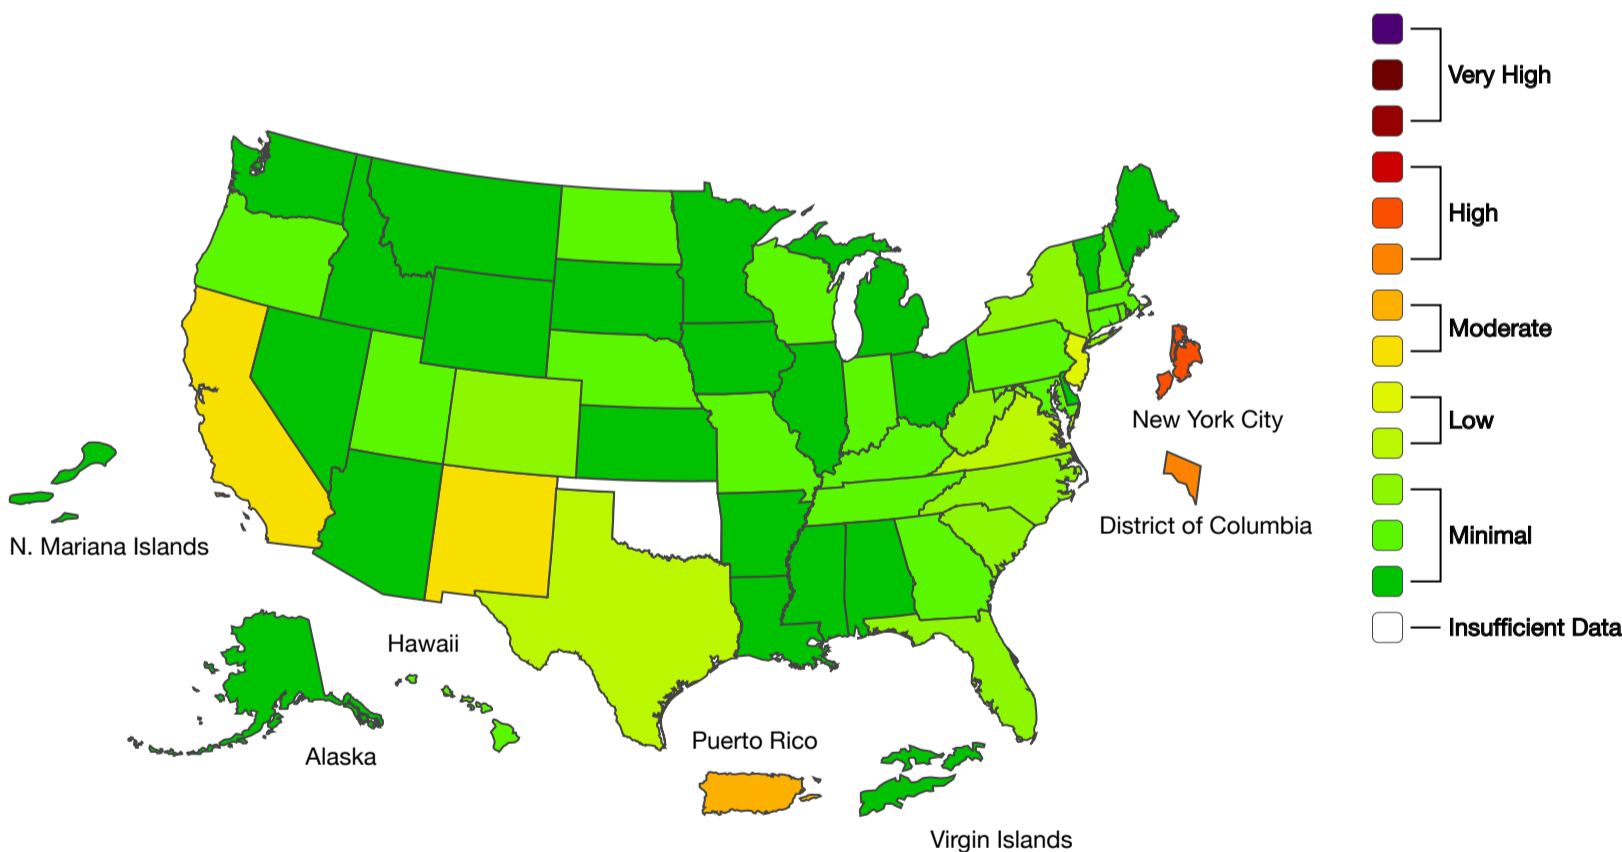 Very High
High
Moderate
Low
Minimal
Insufficient Data
New York City
District of Columbia
N. Mariana Islands
Hawaii
Alaska
Puerto Rico
Virgin Islands